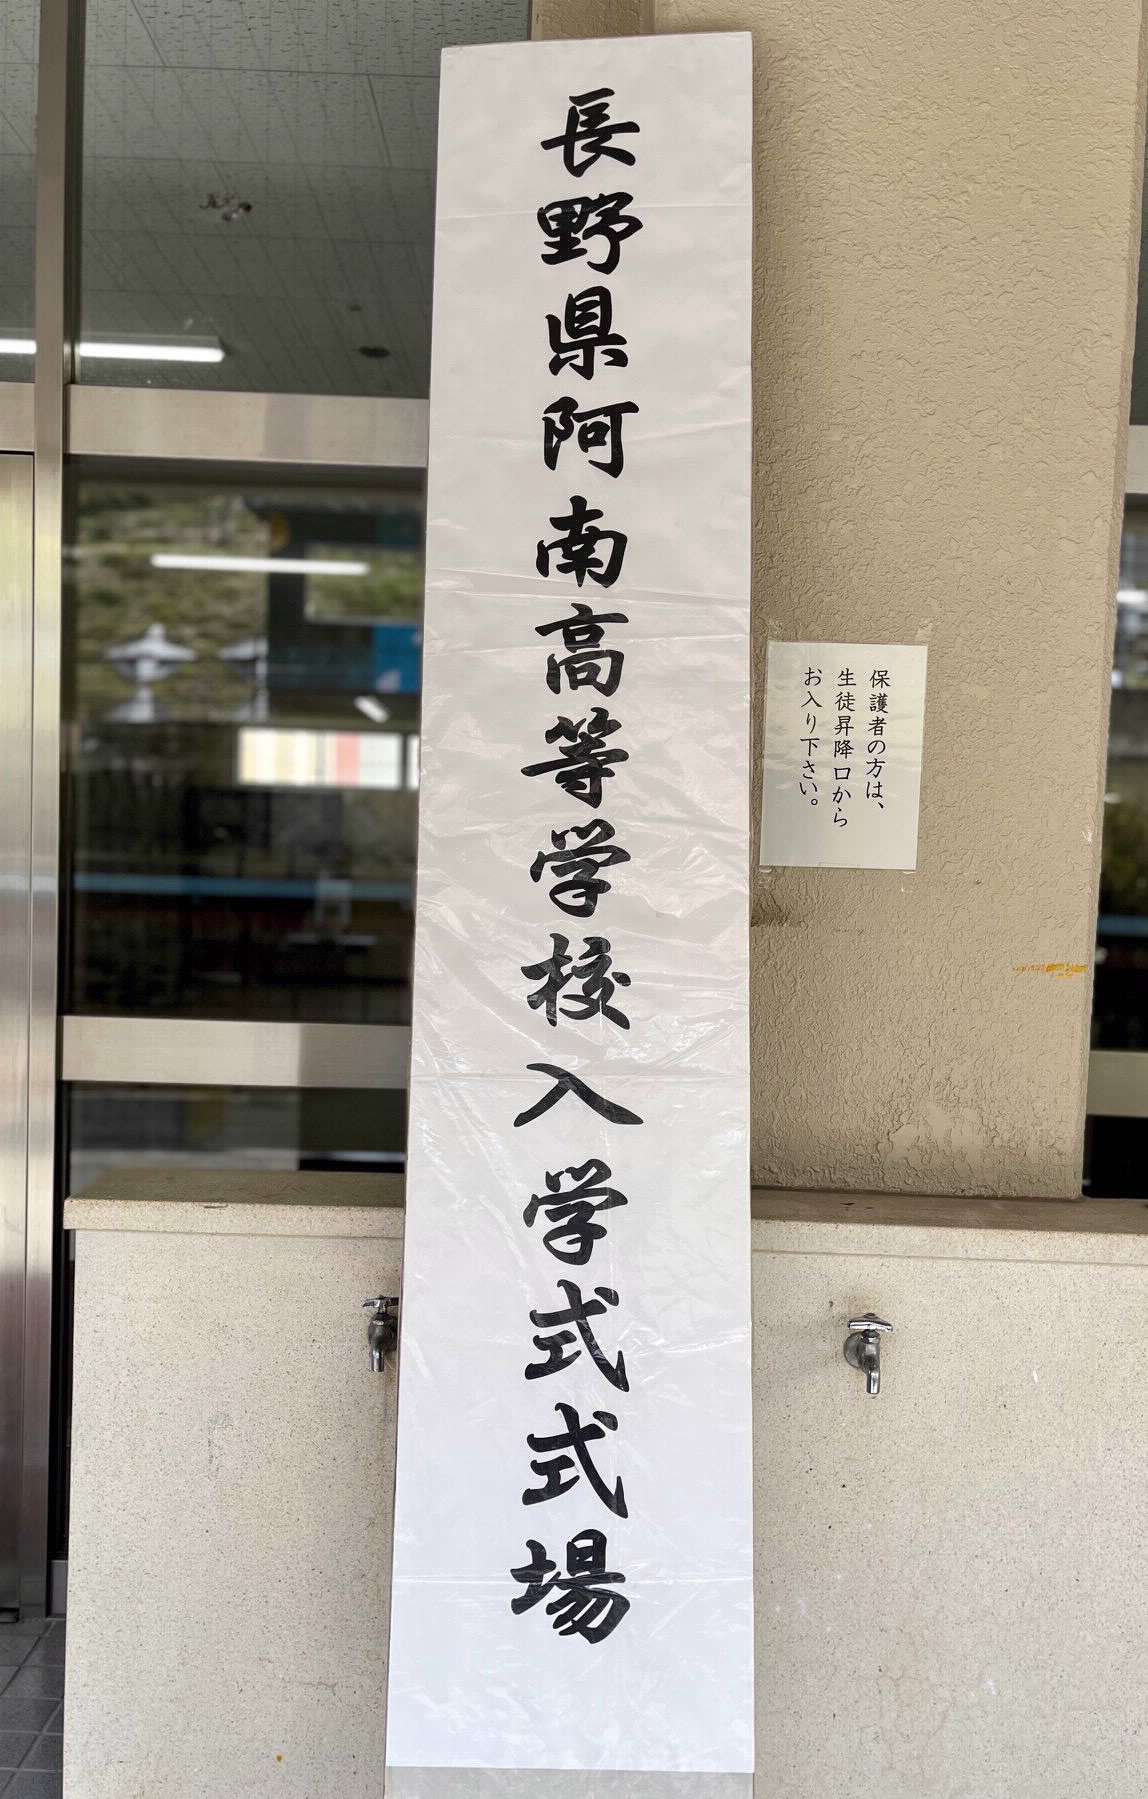 長野県阿南高等学校入学式式場
保護者の方は、
生徒昇降口から
お入り下さい。